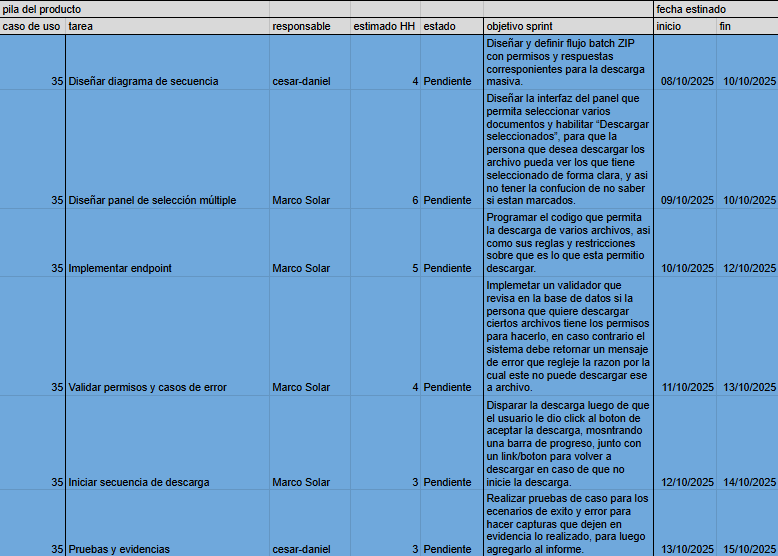 pila del producto fecha estinado
caso de uso tarea responsable estimado HH estado objetivo sprint inicio fin
Diseñar y definir flujo batch ZIP
con permisos y respuestas
correspontientes para la descarga
35 Diseñar diagrama de secuencia cesar-daniel 4 Pendiente masiva. 08/10/2025 10/10/2025
Diseñar la interfaz del panel que
permita seleccionar varios
documentos y habilitar “Descargar
seleccionados”, para que la
persona que desea descargar los
archivo pueda ver los que tiene
seleccionado de forma clara, y asi
no tener la confucion de no saber
35 Diseñar panel de selección múltiple Marco Solar 6 Pendiente si estan marcados. 09/10/2025 10/10/2025
Programar el codigo que permita
la descarga de varios archivos, asi
como sus reglas y restricciones
sobre que es lo que esta permitio
35 Implementar endpoint Marco Solar 5 Pendiente descargar. 10/10/2025 12/10/2025
Implemetar un validador que
revisa en la base de datos si la
persona que quiere descargar
ciertos archivos tiene los permisos
para hacerlo, en caso contrario el
sistema debe retornar un mensaje
de error que regleje la razon por la
cual este no puede descargar ese
35 Validar permisos y casos de error Marco Solar 4 Pendiente a archivo. 11/10/2025 13/10/2025
Disparar la descarga luego de que
el usuario le dio click al boton de
aceptar la descarga, mosntrando
una barra de progreso, junto con
un link/boton para volver a
descargar en caso de que no
35 Iniciar secuencia de descarga Marco Solar 3 Pendiente inicie la descarga. 12/10/2025 14/10/2025
Realizar pruebas de caso para los
escenarios de exito y error para
hacer capturas que dejen en
evidencia lo realizado, para luego
35 Pruebas y evidencias cesar-daniel 3 Pendiente agregarlo al informe. 13/10/2025 15/10/2025